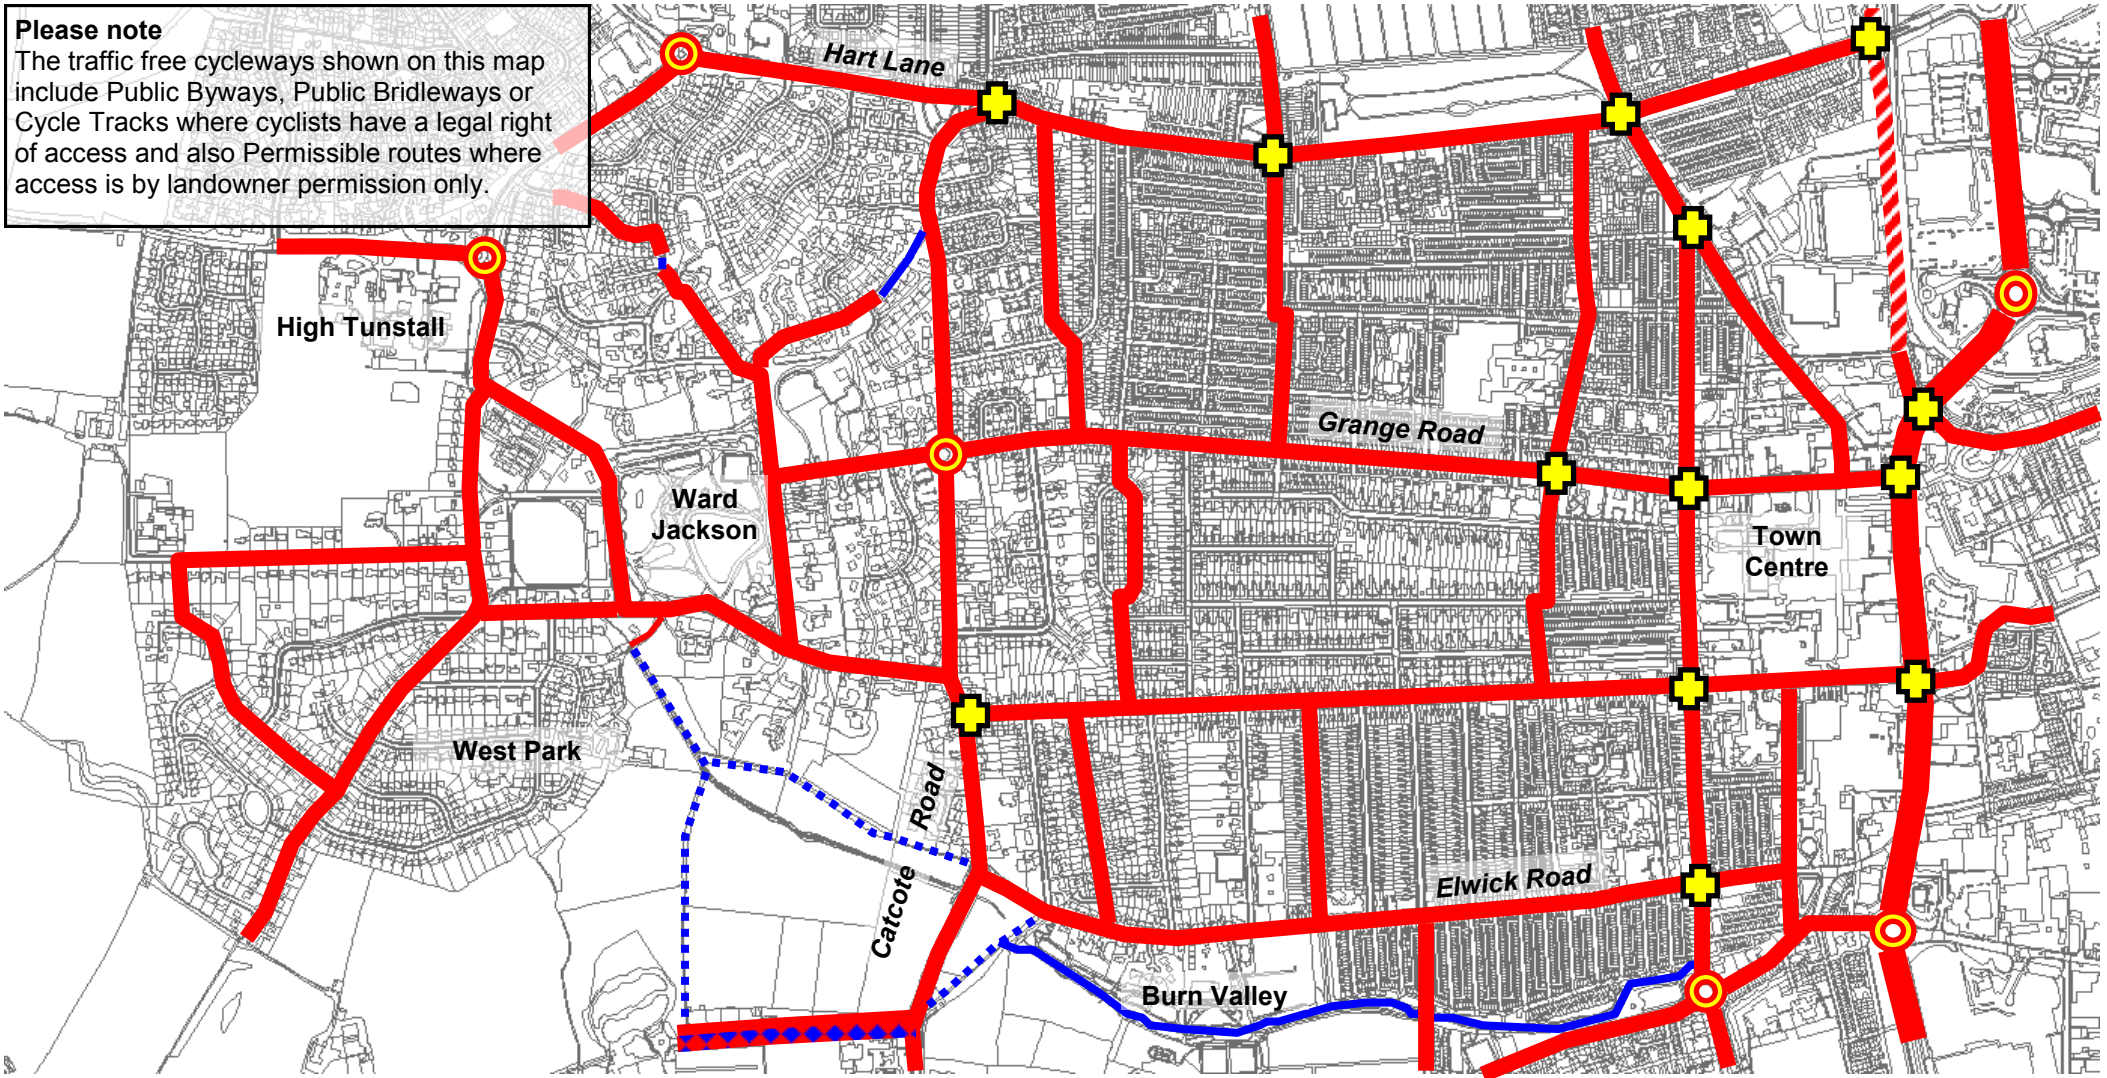 Please note
The traffic free cycleways shown on this map
include Public Byways, Public Bridleways or
Cycle Tracks where cyclists have a legal right
of access and also Permissible routes where
access is by landowner permission only.
Hart Lane
High Tunstall
Grange Road
Ward
Jackson
Town
Centre
West Park
Catcote Road
Elwick Road
Burn Valley